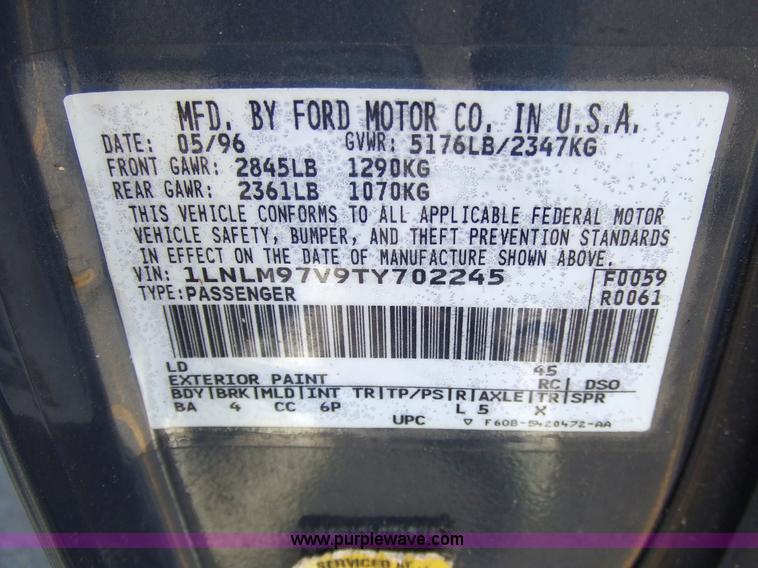 MFD. BY FORD MOTOR CO. IN U.S.A.
DATE: 05/96 GVWR: 5176LB/2347KG
FRONT GAWR: 2845LB 1290KG
REAR GAWR: 2361LB 1070KG
THIS VEHICLE CONFORMS TO ALL APPLICABLE FEDERAL MOTOR
VEHICLE SAFETY, BUMPER, AND THEFT PREVENTION STANDARDS
IN EFFECT ON THE DATE OF MANUFACTURE SHOWN ABOVE.
VIN: 1LNLM97V9TY702245 F0059
TYPE: PASSENGER R0061
LD 45
EXTERIOR PAINT RC| DSO
BDY|BRK|MLD|INT TR|TP/PS|R|AXLE|TR|SPR
BA 4 CC 6P L 5 X
UPC ▽ F60B-5420472-AA
www.purplewave.com
SERVICED AT